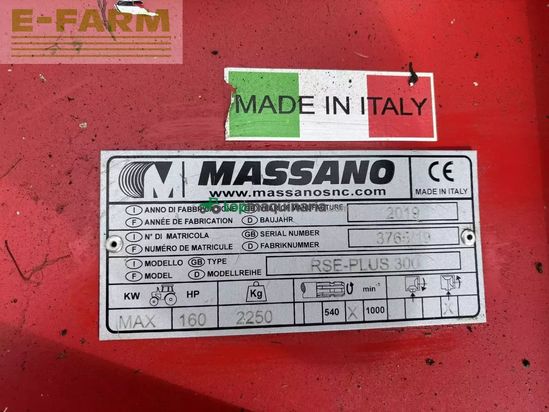 E-FARM
MADE IN ITALY
M MASSANO
www.massanosnc.com
CE
MADE IN ITALY
I ANNO DI FABBRICAZIONE
F ANNÉE DE FABRICATION D BAUJAHR.
2019
I N° DI MATRICOLA GB SERIAL NUMBER
F NUMÉRO DE MATRICULE D FABRIKNUMMER
I MODELLO GB TYPE
F MODEL D MODELLREIHE
RSE-PLUS 300
KW HP Kg min⁻¹
MAX 160 2250 540 X 1000 X